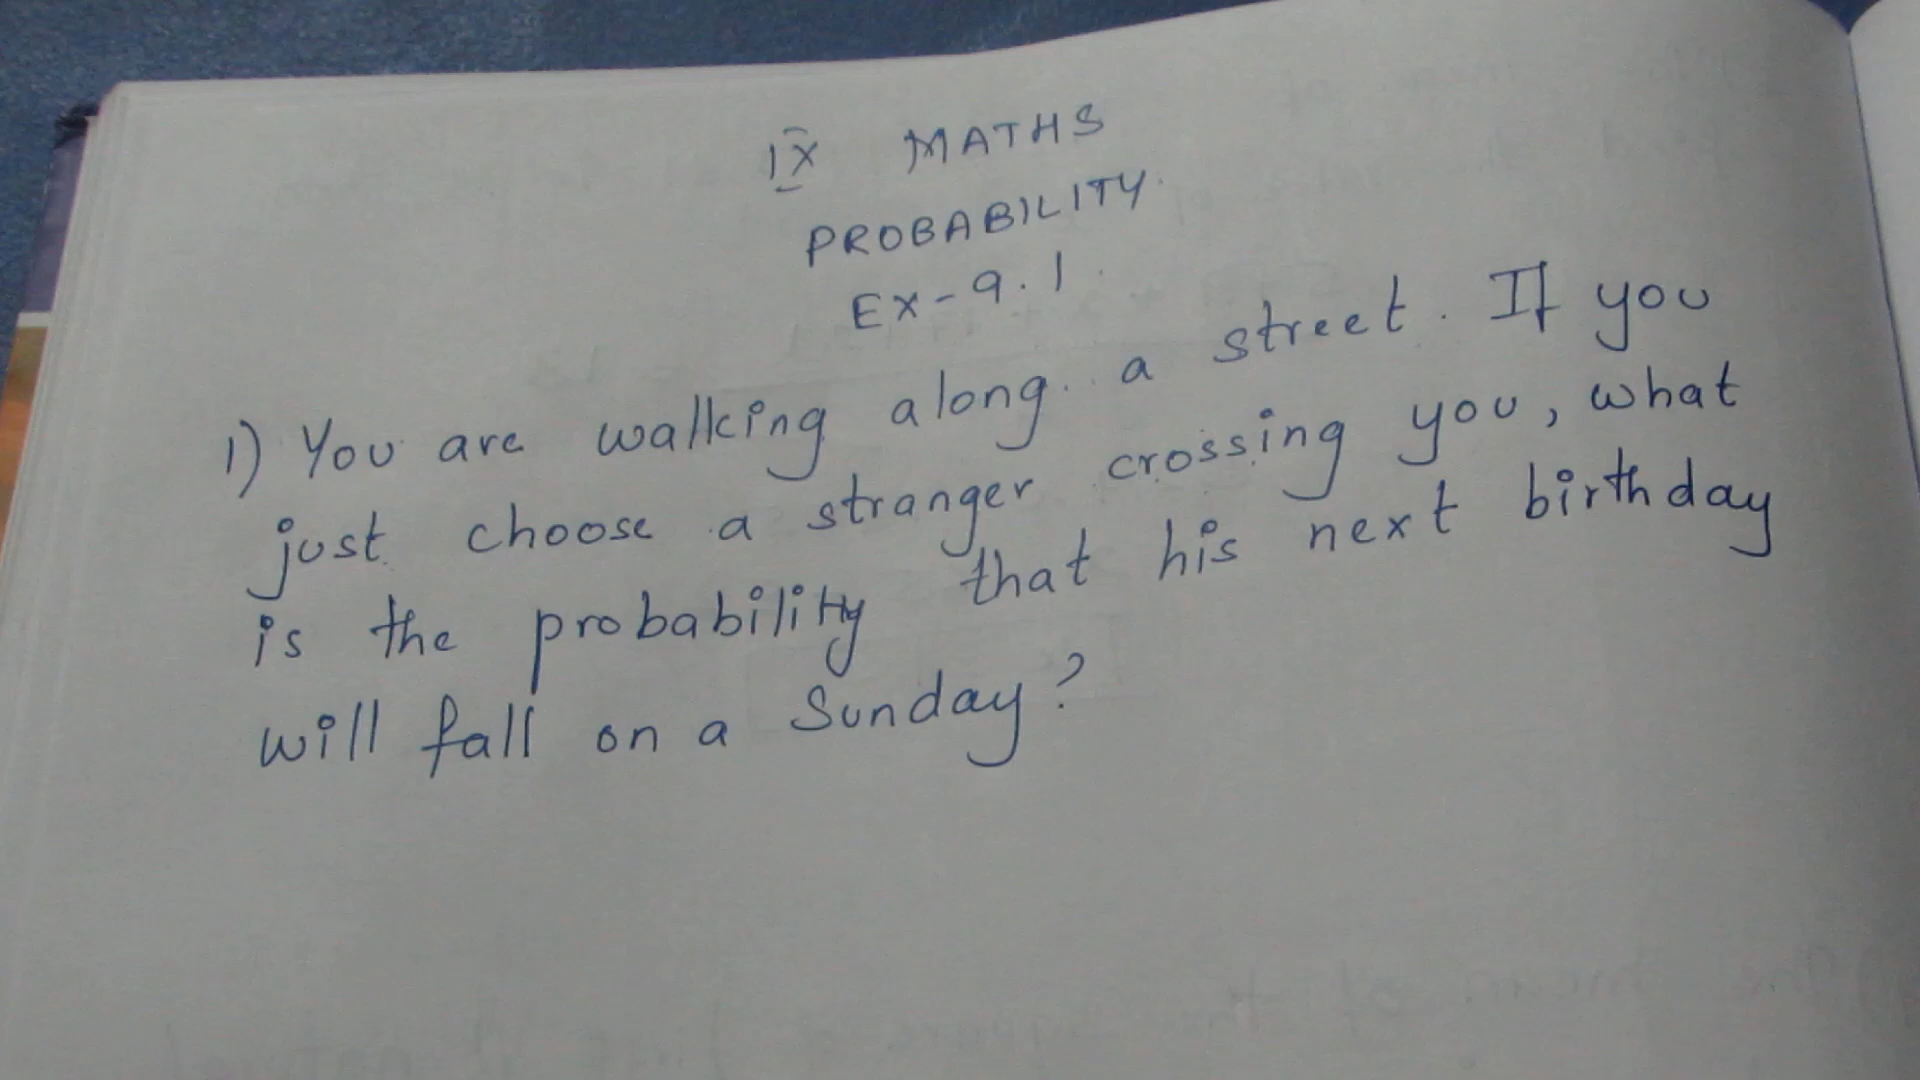 IX MATHS
PROBABILITY
EX-9.1
1) You are walking along a street. If you
just choose a stranger crossing you, what
is the probability that his next birthday
will fall on a Sunday?